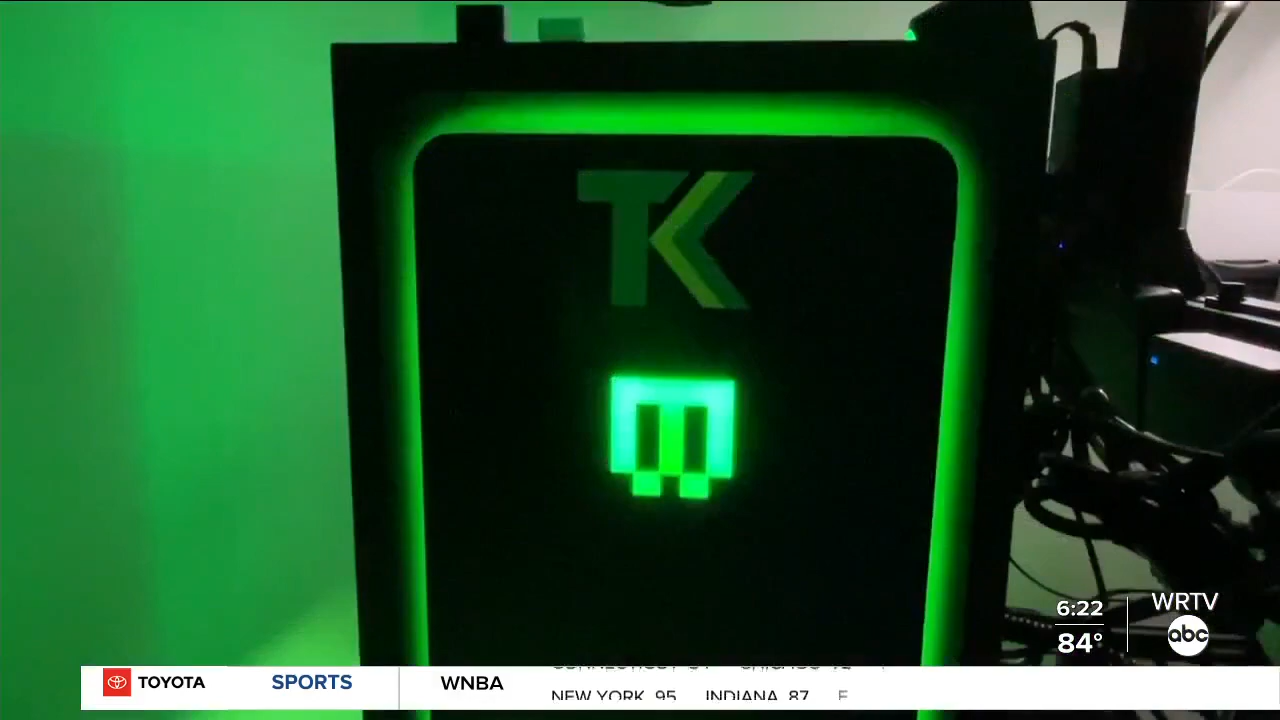 TK
6:22
84°
WRTV
abc
TOYOTA SPORTS WNBA
NEW YORK 95 INDIANA 87 F